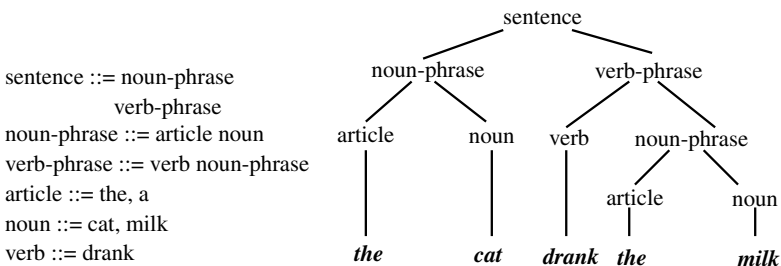 sentence
noun-phrase verb-phrase
sentence ::= noun-phrase
verb-phrase
noun-phrase ::= article noun
article noun verb noun-phrase
verb-phrase ::= verb noun-phrase
article ::= the, a
article noun
noun ::= cat, milk
verb ::= drank
the cat drank the milk